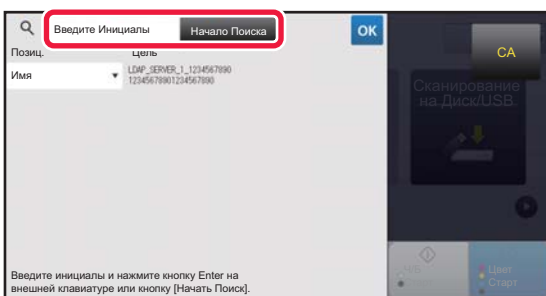 Введите Инициалы
Начало Поиска
OK
CA
Позиц.
Цель
Имя
LDAP_SERVER_1_1234567890
12345678901234567890
Сканирование
на Диск/USB
Введите инициалы и нажмите кнопку Enter на
внешней клавиатуре или кнопку [Начать Поиск].
Ч/Б
Цвет
Старт